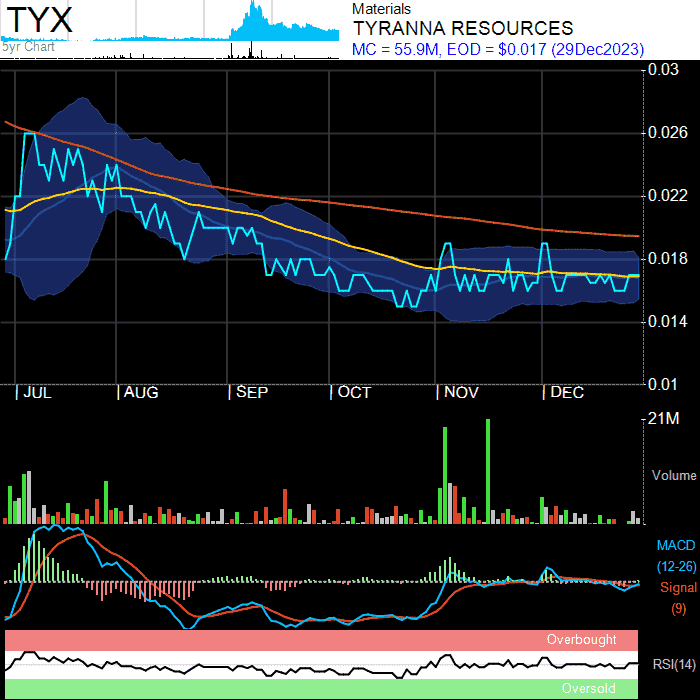 TYX
5yr Chart
Materials
TYRANNA RESOURCES
MC = 55.9M, EOD = $0.017 (29Dec2023)
0.03
0.026
0.022
0.018
0.014
0.01
JUL AUG SEP OCT NOV DEC
21M
Volume
MACD
(12-26)
Signal
(9)
Overbought
RSI(14)
Oversold